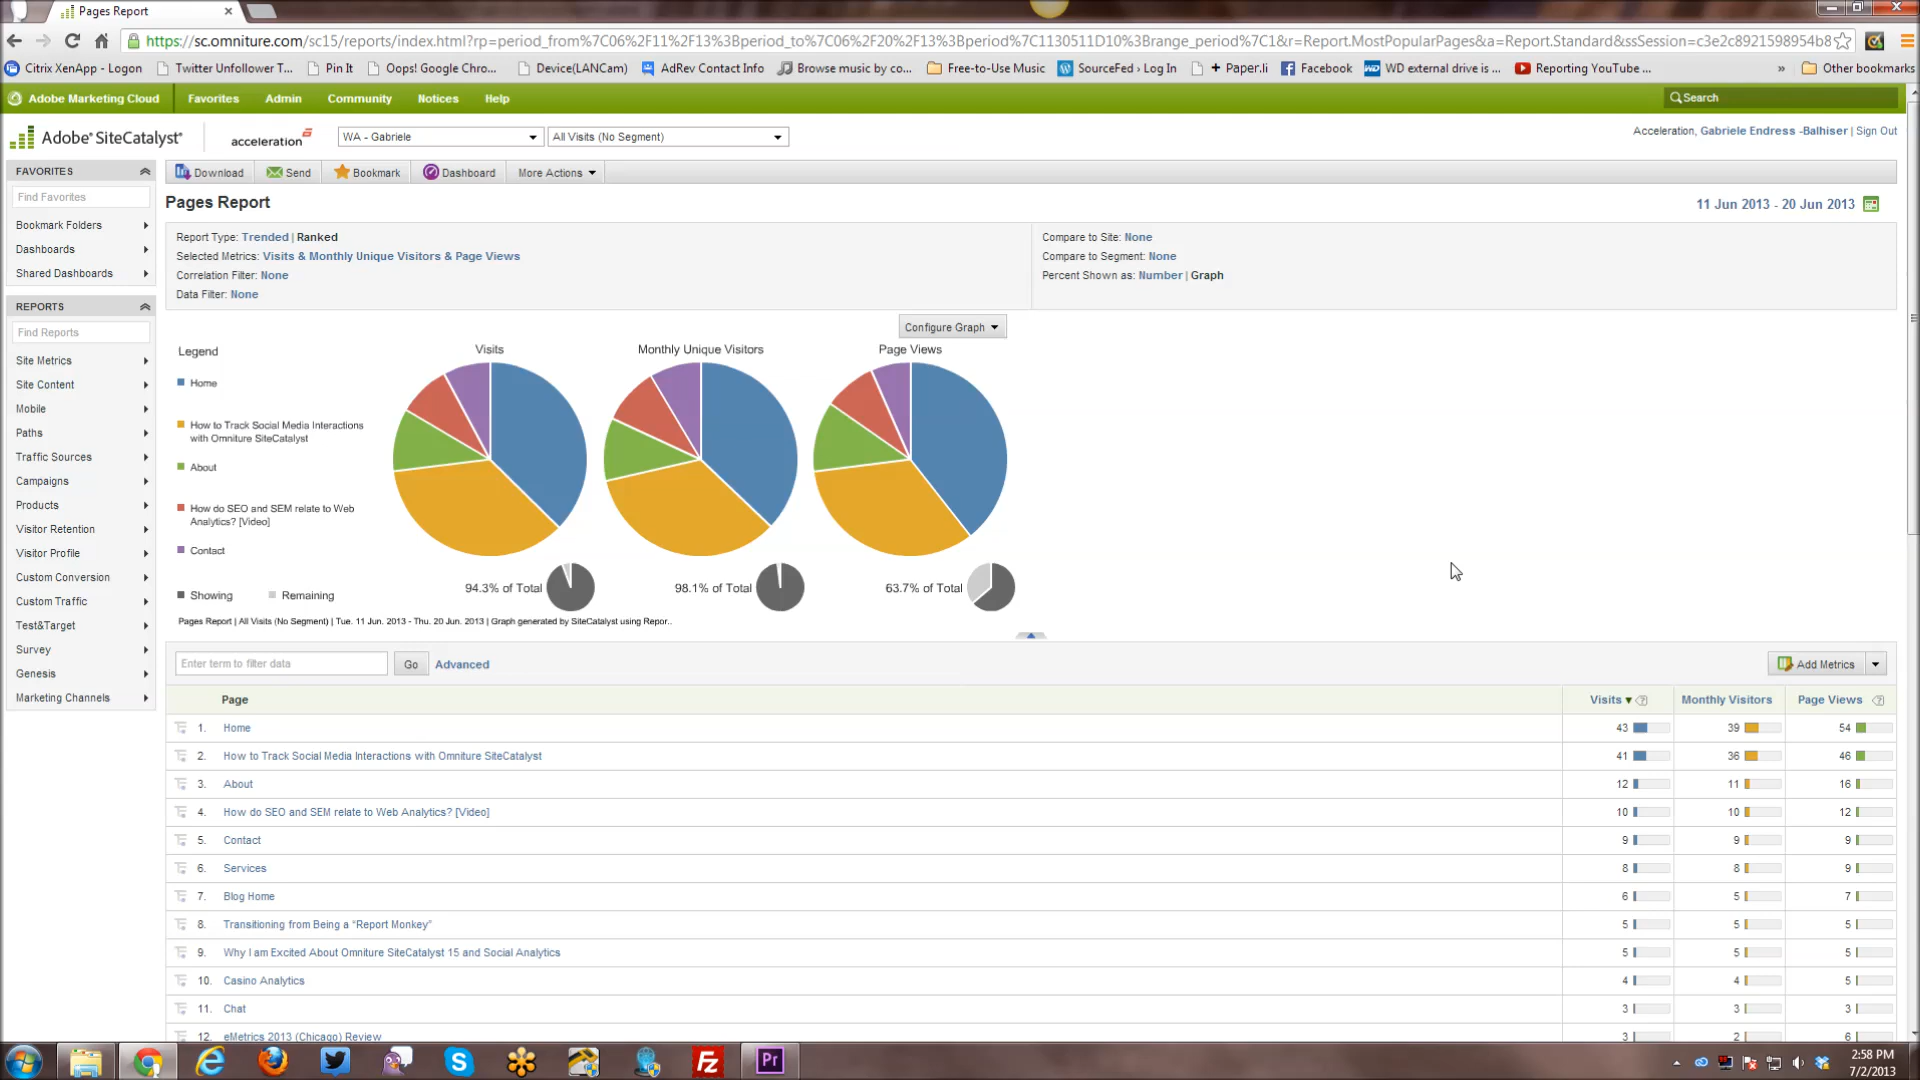 Pages Report
https://sc.omniture.com/sc15/reports/index.html?rp=period_from%7C06%2F11%2F13%3Bperiod_to%7C06%2F20%2F13%3Bperiod%7C1130511D10%3Brange_period%7C1&r=Report.MostPopularPages&a=Report.Standard&ssSession=c3e2c8921598954b8
Citrix XenApp - Logon Twitter Unfollower T... Pin It Oops! Google Chro... Device(LANCam) AdRev Contact Info Browse music by co... Free-to-Use Music SourceFed › Log In + Paper.li Facebook WD external drive is ... Reporting YouTube ... » Other bookmarks
Adobe Marketing Cloud Favorites Admin Community Notices Help Search
Adobe® SiteCatalyst® acceleration WA - Gabriele All Visits (No Segment) Acceleration, Gabriele Endress -Balhiser | Sign Out
FAVORITES
Find Favorites
Bookmark Folders
Dashboards
Shared Dashboards
REPORTS
Find Reports
Site Metrics
Site Content
Mobile
Paths
Traffic Sources
Campaigns
Products
Visitor Retention
Visitor Profile
Custom Conversion
Custom Traffic
Test&Target
Survey
Genesis
Marketing Channels
Download Send Bookmark Dashboard More Actions
Pages Report 11 Jun 2013 - 20 Jun 2013
Report Type: Trended | Ranked Compare to Site: None
Selected Metrics: Visits & Monthly Unique Visitors & Page Views Compare to Segment: None
Correlation Filter: None Percent Shown as: Number | Graph
Data Filter: None
Configure Graph
Legend Visits Monthly Unique Visitors Page Views
Home
How to Track Social Media Interactions
with Omniture SiteCatalyst
About
How do SEO and SEM relate to Web
Analytics? [Video]
Contact
Showing Remaining 94.3% of Total 98.1% of Total 63.7% of Total
Pages Report | All Visits (No Segment) | Tue. 11 Jun. 2013 - Thu. 20 Jun. 2013 | Graph generated by SiteCatalyst using Repor..
Enter term to filter data Go Advanced Add Metrics
Page Visits Monthly Visitors Page Views
1. Home 43 39 54
2. How to Track Social Media Interactions with Omniture SiteCatalyst 41 36 46
3. About 12 11 16
4. How do SEO and SEM relate to Web Analytics? [Video] 10 10 12
5. Contact 9 9 9
6. Services 8 8 9
7. Blog Home 6 5 7
8. Transitioning from Being a “Report Monkey” 5 5 5
9. Why I am Excited About Omniture SiteCatalyst 15 and Social Analytics 5 5 5
10. Casino Analytics 4 4 5
11. Chat 3 3 3
12. eMetrics 2013 (Chicago) Review 3 2 6
Fz Pr
2:58 PM
7/2/2013